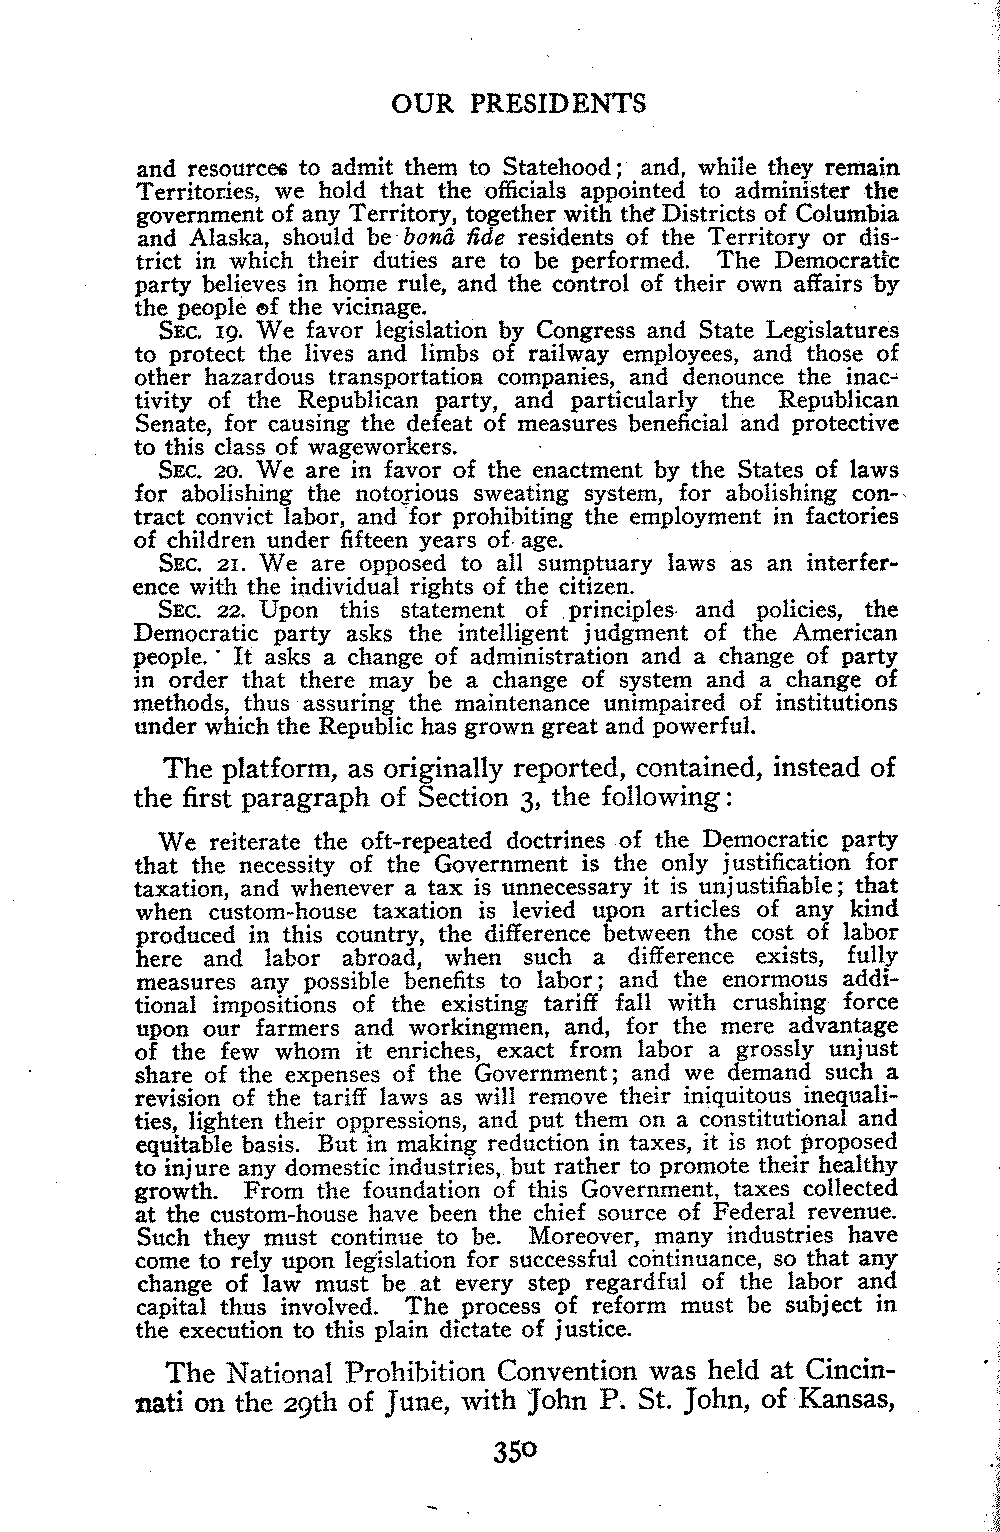 OUR PRESIDENTS
and resources to admit them to Statehood; and, while they remain
Territories, we hold that the officials appointed to administer the
government of any Territory, together with the Districts of Columbia
and Alaska, should be bonâ fide residents of the Territory or dis-
trict in which their duties are to be performed. The Democratic
party believes in home rule, and the control of their own affairs by
the people of the vicinage.
SEC. 19. We favor legislation by Congress and State Legislatures
to protect the lives and limbs of railway employees, and those of
other hazardous transportation companies, and denounce the inac-
tivity of the Republican party, and particularly the Republican
Senate, for causing the defeat of measures beneficial and protective
to this class of wageworkers.
SEC. 20. We are in favor of the enactment by the States of laws
for abolishing the notorious sweating system, for abolishing con-
tract convict labor, and for prohibiting the employment in factories
of children under fifteen years of age.
SEC. 21. We are opposed to all sumptuary laws as an interfer-
ence with the individual rights of the citizen.
SEC. 22. Upon this statement of principles and policies, the
Democratic party asks the intelligent judgment of the American
people. It asks a change of administration and a change of party
in order that there may be a change of system and a change of
methods, thus assuring the maintenance unimpaired of institutions
under which the Republic has grown great and powerful.
The platform, as originally reported, contained, instead of
the first paragraph of Section 3, the following:
We reiterate the oft-repeated doctrines of the Democratic party
that the necessity of the Government is the only justification for
taxation, and whenever a tax is unnecessary it is unjustifiable; that
when custom-house taxation is levied upon articles of any kind
produced in this country, the difference between the cost of labor
here and labor abroad, when such a difference exists, fully
measures any possible benefits to labor; and the enormous addi-
tional impositions of the existing tariff fall with crushing force
upon our farmers and workingmen, and, for the mere advantage
of the few whom it enriches, exact from labor a grossly unjust
share of the expenses of the Government; and we demand such a
revision of the tariff laws as will remove their iniquitous inequali-
ties, lighten their oppressions, and put them on a constitutional and
equitable basis. But in making reduction in taxes, it is not proposed
to injure any domestic industries, but rather to promote their healthy
growth. From the foundation of this Government, taxes collected
at the custom-house have been the chief source of Federal revenue.
Such they must continue to be. Moreover, many industries have
come to rely upon legislation for successful continuance, so that any
change of law must be at every step regardful of the labor and
capital thus involved. The process of reform must be subject in
the execution to this plain dictate of justice.
The National Prohibition Convention was held at Cincin-
nati on the 29th of June, with John P. St. John, of Kansas,
350